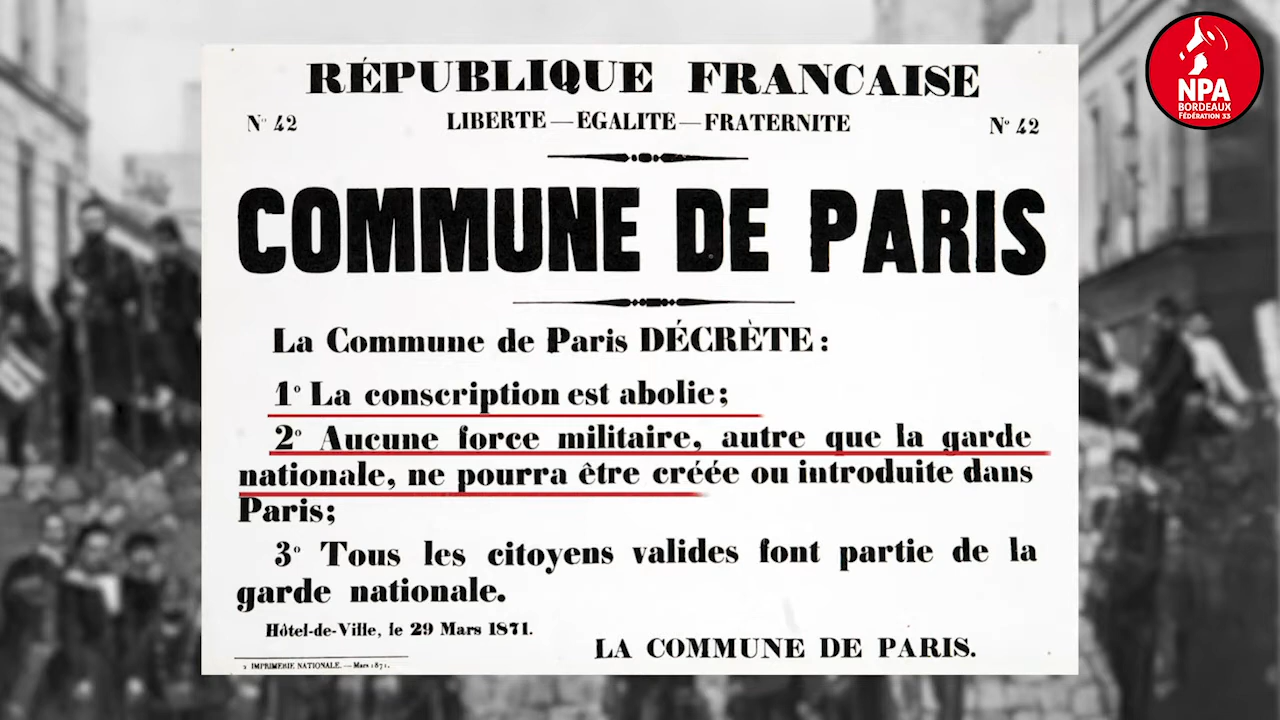 RÉPUBLIQUE FRANCAISE
N° 42 LIBERTE — EGALITE — FRATERNITE N° 42
COMMUNE DE PARIS
La Commune de Paris DÉCRÈTE :
1° La conscription est abolie ;
2° Aucune force militaire, autre que la garde
nationale, ne pourra être créée ou introduite dans
Paris ;
3° Tous les citoyens valides font partie de la
garde nationale.
Hôtel-de-Ville, le 29 Mars 1871.
LA COMMUNE DE PARIS.
2 IMPRIMERIE NATIONALE. — Mars 1871.
NPA
BORDEAUX
FÉDÉRATION 33